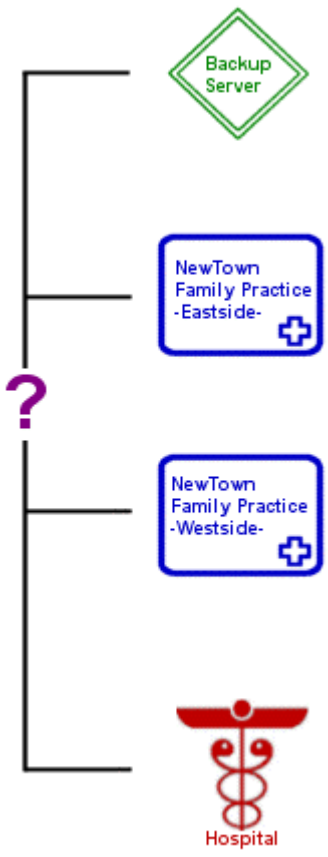 Backup
Server
NewTown
Family Practice
-Eastside-
?
NewTown
Family Practice
-Westside-
Hospital